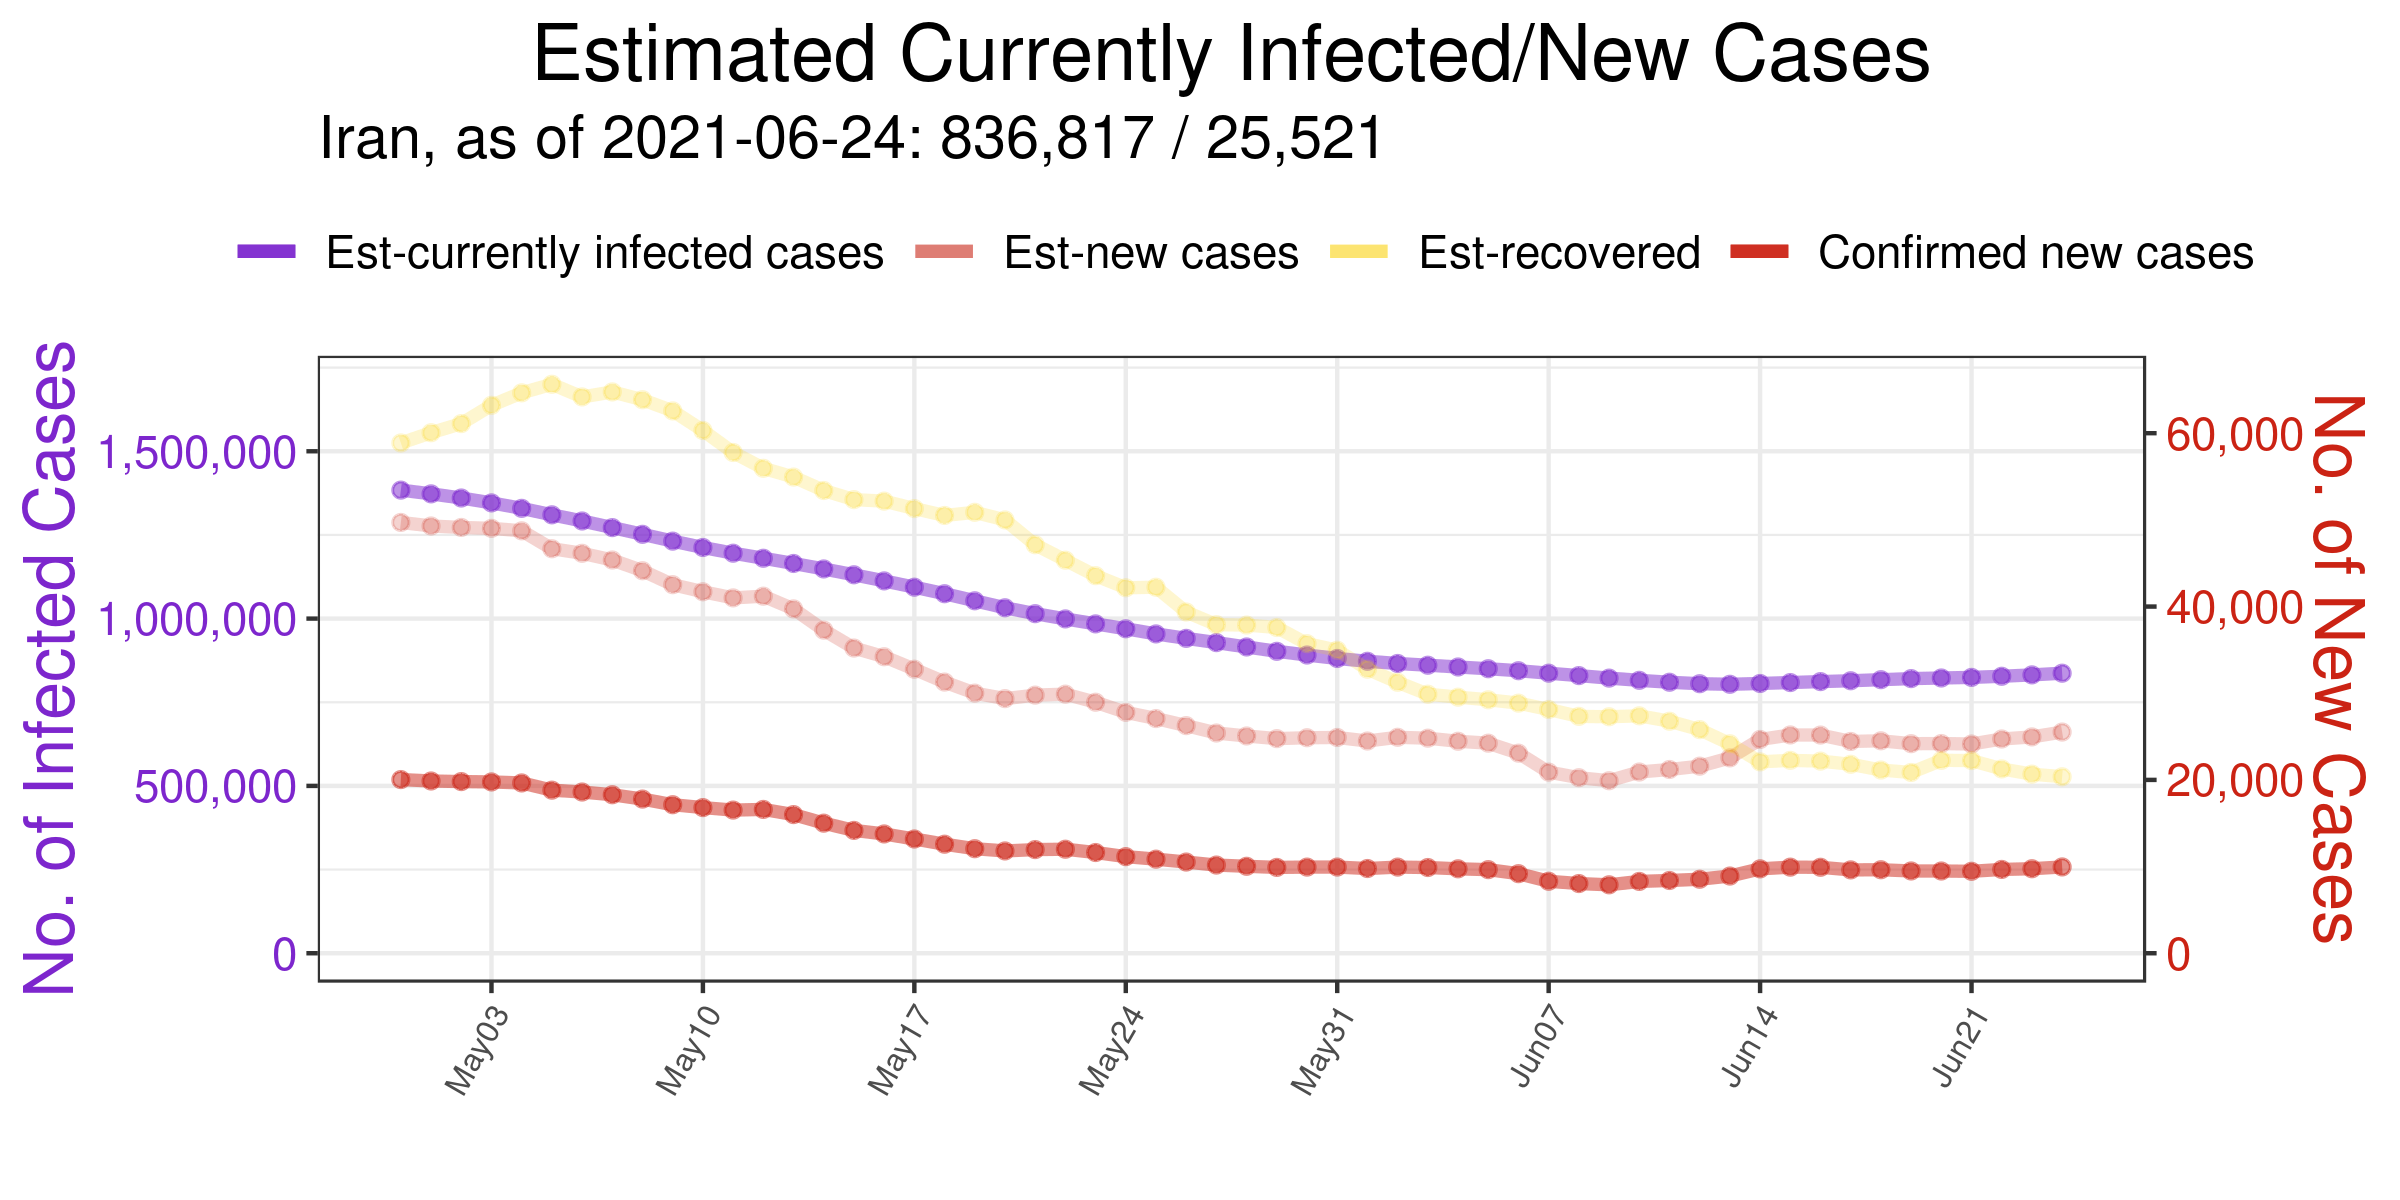 Estimated Currently Infected/New Cases
Iran, as of 2021-06-24: 836,817 / 25,521
Est-currently infected cases Est-new cases Est-recovered Confirmed new cases
No. of Infected Cases
1,500,000
1,000,000
500,000
0
60,000
40,000
20,000
0
No. of New Cases
May03 May10 May17 May24 May31 Jun07 Jun14 Jun21